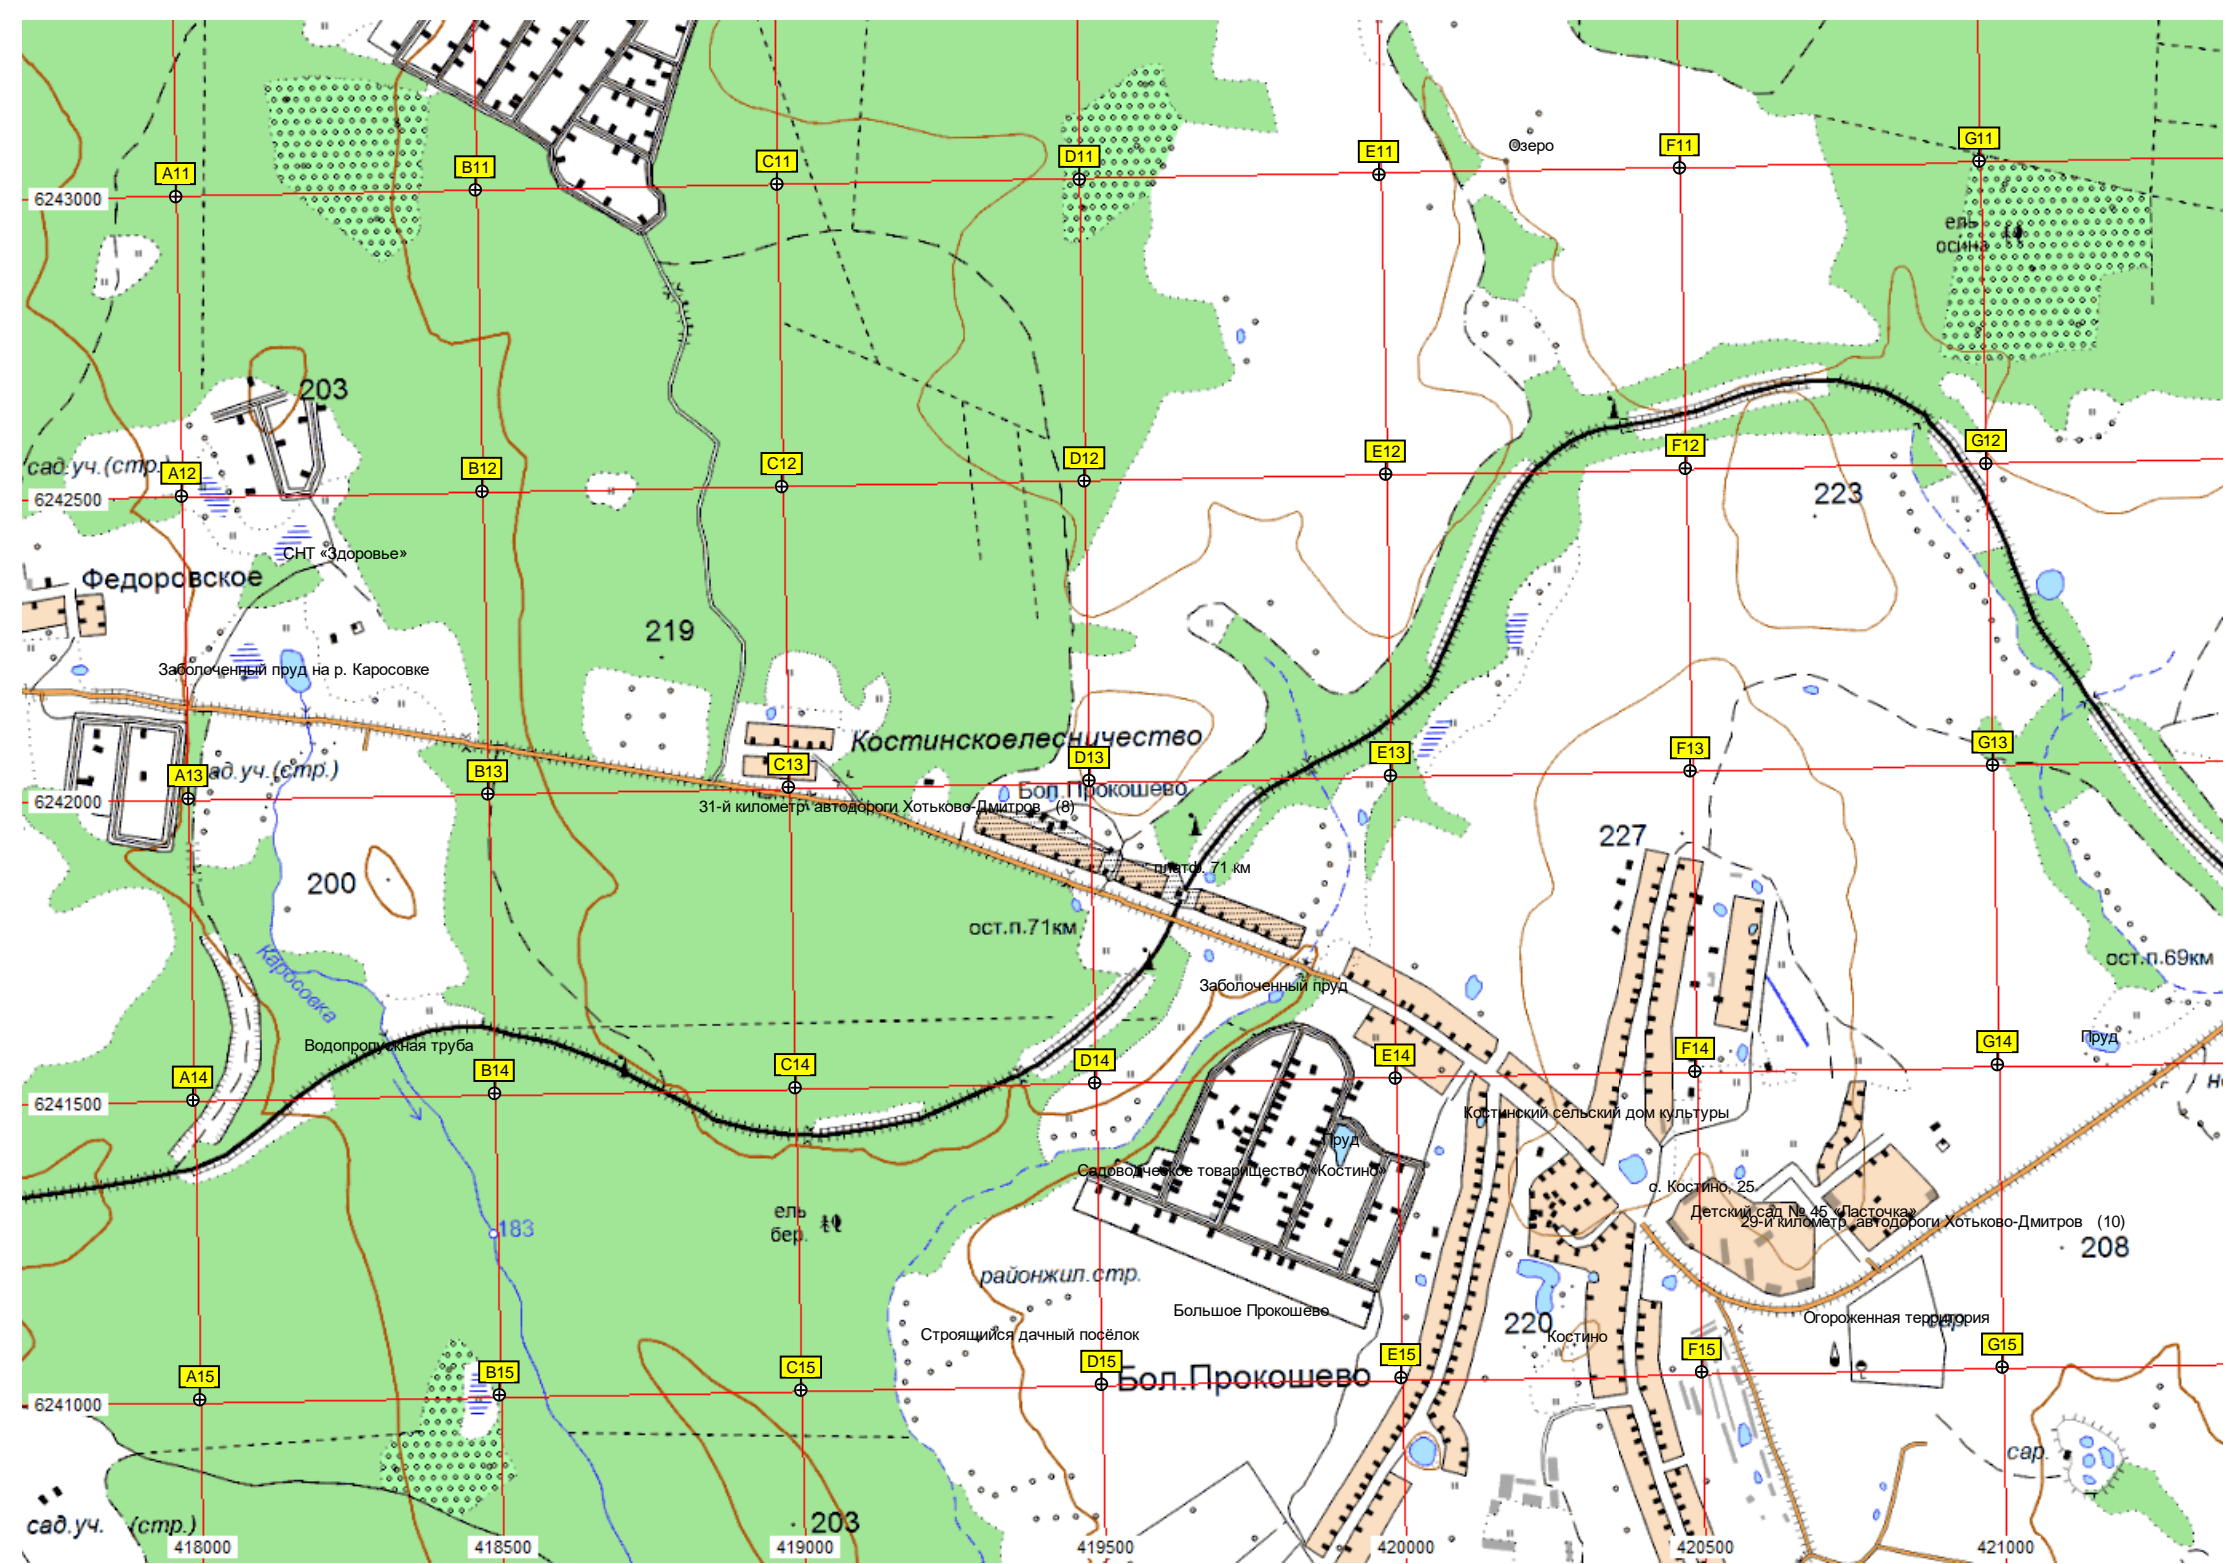 A11
B11
C11
D11
E11
F11
G11
Озеро
6243000
ель
осина
203
сад.уч.(стр.)
A12
B12
C12
D12
E12
F12
G12
6242500
223
СНТ «Здоровье»
Федоровское
219
Заболоченный пруд на р. Каросовке
Костинскоелесничество
A13
ад.уч.(стр.)
B13
C13
D13
E13
F13
G13
6242000
Бол. Прокошево
31-й километр автодороги Хотьково-Дмитров (8)
227
платф. 71 км
200
ост.п.71км
ост.п.69км
Каросовка
Заболоченный пруд
Водопропускная труба
Пруд
A14
B14
C14
D14
E14
F14
G14
6241500
Костинский сельский дом культуры
Пруд
Садоводческое товарищество «Костино»
с. Костино, 25
Детский сад № 45 «Ласточка»
29-й километр автодороги Хотьково-Дмитров (10)
ель
бер.
183
208
районжил.стр.
Большое Прокошево
220
Огороженная территория
сар.
Строящийся дачный посёлок
Костино
A15
B15
C15
D15
E15
F15
G15
Бол.Прокошево
6241000
сар.
сад.уч. (стр.)
203
418000
418500
419000
419500
420000
420500
421000